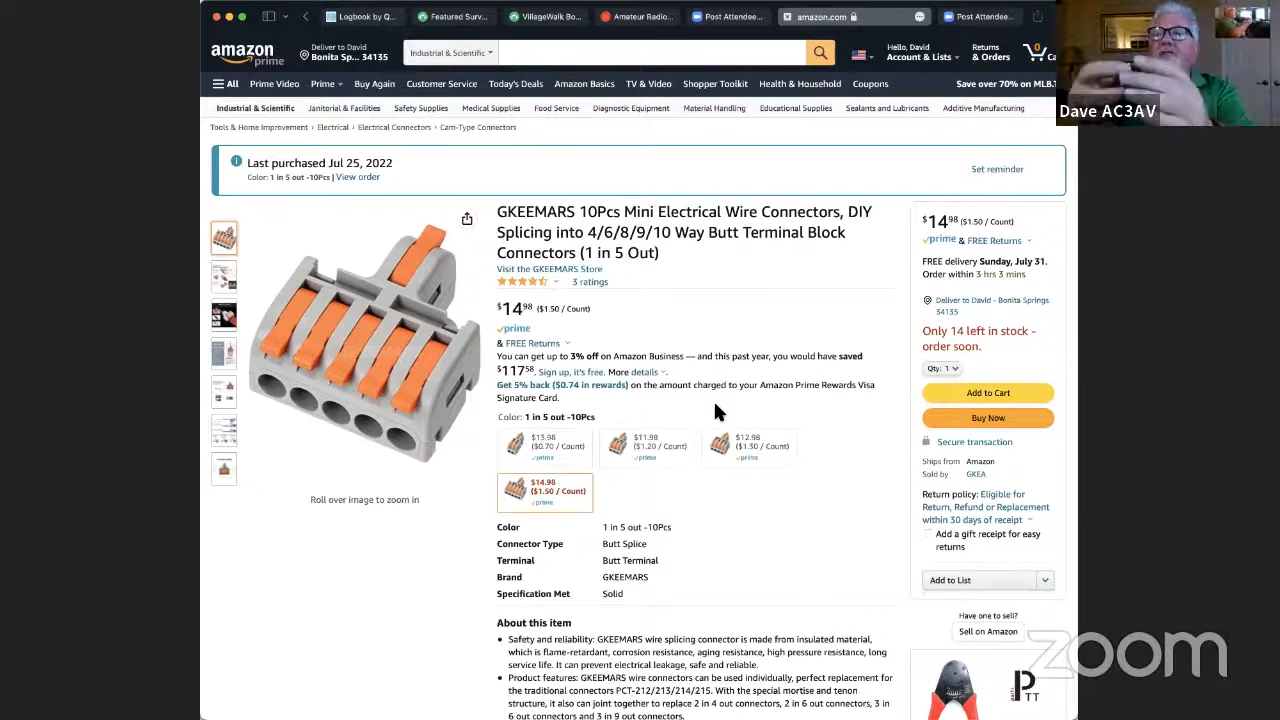 Logbook by Q...
Featured Surv...
VillageWalk Bo...
Amateur Radio...
Post Attendee...
amazon.com
Post Attendee...
amazon
prime
Deliver to David
Bonita Sp... 34135
Industrial & Scientific
Hello, David
Account & Lists
Returns
& Orders
0
Ca
All
Prime Video
Prime
Buy Again
Customer Service
Today's Deals
Amazon Basics
TV & Video
Shopper Toolkit
Health & Household
Coupons
Save over 70% on MLB.T
Industrial & Scientific
Janitorial & Facilities
Safety Supplies
Medical Supplies
Food Service
Diagnostic Equipment
Material Handling
Educational Supplies
Sealants and Lubricants
Additive Manufacturing
Dave AC3AV
Tools & Home Improvement › Electrical › Electrical Connectors › Cam-Type Connectors
Last purchased Jul 25, 2022
Color: 1 in 5 out -10Pcs | View order
Set reminder
GKEEMARS 10Pcs Mini Electrical Wire Connectors, DIY
Splicing into 4/6/8/9/10 Way Butt Terminal Block
Connectors (1 in 5 Out)
Visit the GKEEMARS Store
3 ratings
$14 98 ($1.50 / Count)
prime
& FREE Returns
You can get up to 3% off on Amazon Business — and this past year, you would have saved
$117 58. Sign up, it's free. More details.
Get 5% back ($0.74 in rewards) on the amount charged to your Amazon Prime Rewards Visa
Signature Card.
Color: 1 in 5 out -10Pcs
$13.98
($0.70 / Count)
prime
$11.98
($1.20 / Count)
prime
$12.98
($1.30 / Count)
prime
$14.98
($1.50 / Count)
prime
Roll over image to zoom in
Color 1 in 5 out -10Pcs
Connector Type Butt Splice
Terminal Butt Terminal
Brand GKEEMARS
Specification Met Solid
About this item
• Safety and reliability: GKEEMARS wire splicing connector is made from insulated material,
which is flame-retardant, corrosion resistance, aging resistance, high pressure resistance, long
service life. It can prevent electrical leakage, safe and reliable.
• Product features: GKEEMARS wire connectors can be used individually, perfect replacement for
the traditional connectors PCT-212/213/214/215. With the special mortise and tenon
structure, it also can joint together to replace 2 in 4 out connectors, 2 in 6 out connectors, 3 in
6 out connectors and 3 in 9 out connectors.
$14 98 ($1.50 / Count)
prime & FREE Returns
FREE delivery Sunday, July 31.
Order within 3 hrs 3 mins
Deliver to David - Bonita Springs
34135
Only 14 left in stock -
order soon.
Qty: 1
Add to Cart
Buy Now
Secure transaction
Ships from Amazon
Sold by GKEA
Return policy: Eligible for
Return, Refund or Replacement
within 30 days of receipt
Add a gift receipt for easy
returns
Add to List
Have one to sell?
Sell on Amazon
zoom